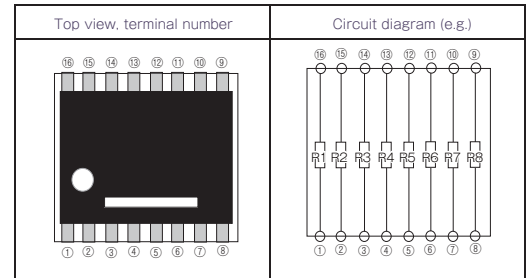 Top view, terminal number
Circuit diagram (e.g.)
⑯ ⑮ ⑭ ⑬ ⑫ ⑪ ⑩ ⑨
① ② ③ ④ ⑤ ⑥ ⑦ ⑧
⑯ ⑮ ⑭ ⑬ ⑫ ⑪ ⑩ ⑨
R1 R2 R3 R4 R5 R6 R7 R8
① ② ③ ④ ⑤ ⑥ ⑦ ⑧